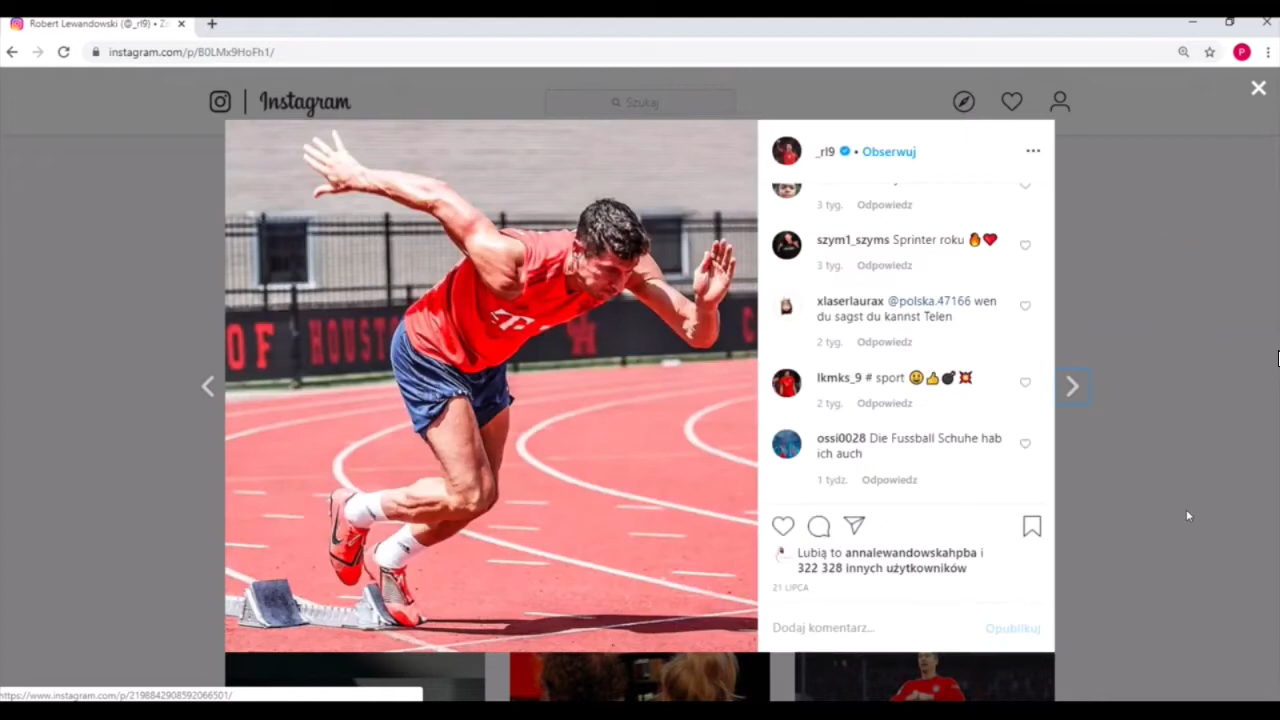 Robert Lewandowski (@_rl9) • Z
instagram.com/p/B0LMx9HoFh1/
P
Instagram
Szukaj
_rl9 • Obserwuj
3 tyg. Odpowiedz
szym1_szyms Sprinter roku 🔥❤️
3 tyg. Odpowiedz
xlaserlaurax @polska.47166 wen
du sagst du kannst Telen
2 tyg. Odpowiedz
lkmks_9 # sport 😀👍💣💥
2 tyg. Odpowiedz
ossi0028 Die Fussball Schuhe hab
ich auch
1 tydz. Odpowiedz
Lubią to annalewandowskahpba i
322 328 innych użytkowników
21 LIPCA
Dodaj komentarz...
Opublikuj
OF HOUSTON
T
https://www.instagram.com/p/2198842908592066501/